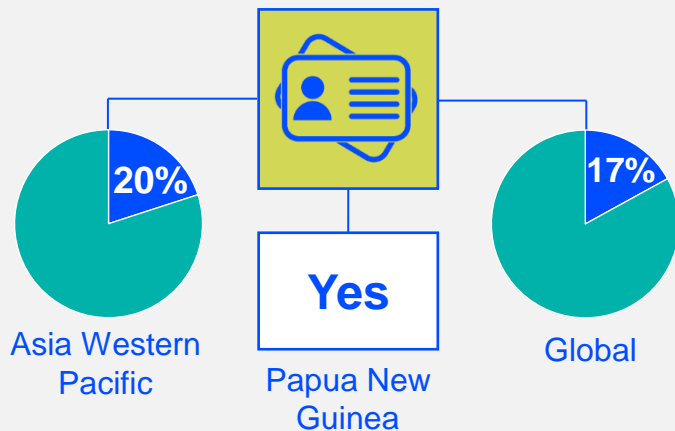 20%
Asia Western
Pacific
Yes
Papua New
Guinea
17%
Global